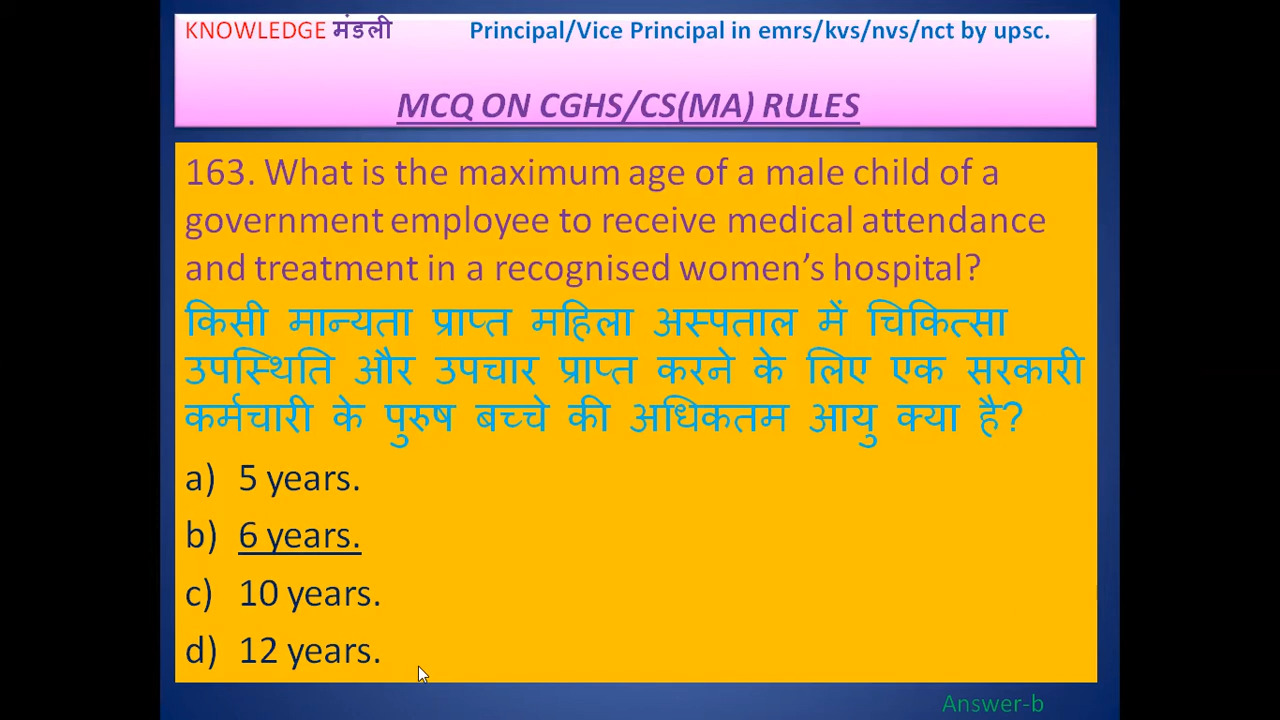 KNOWLEDGE मंडली Principal/Vice Principal in emrs/kvs/nvs/nct by upsc.
MCQ ON CGHS/CS(MA) RULES
163. What is the maximum age of a male child of a
government employee to receive medical attendance
and treatment in a recognised women's hospital?
किसी मान्यता प्राप्त महिला अस्पताल में चिकित्सा
उपस्थिति और उपचार प्राप्त करने के लिए एक सरकारी
कर्मचारी के पुरुष बच्चे की अधिकतम आयु क्या है?
a) 5 years.
b) 6 years.
c) 10 years.
d) 12 years.
Answer-b